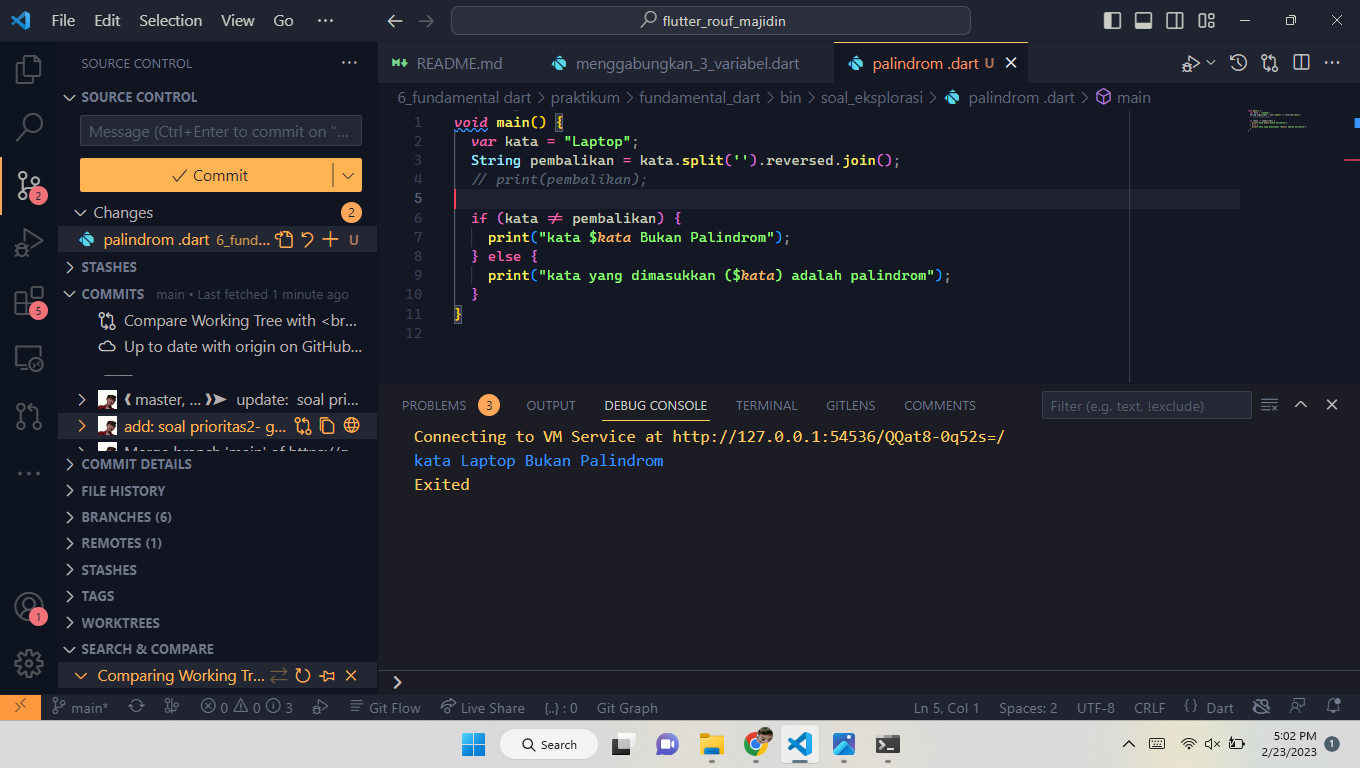 File Edit Selection View Go ···
flutter_rouf_majidin
SOURCE CONTROL ···
SOURCE CONTROL
Message (Ctrl+Enter to commit on "...
Commit
Changes 2
palindrom .dart 6_fund... U
STASHES
COMMITS main • Last fetched 1 minute ago
Compare Working Tree with <br...
Up to date with origin on GitHub...
master, ... update: soal pri...
add: soal prioritas2- g...
Merge branch 'main' of https://g...
COMMIT DETAILS
FILE HISTORY
BRANCHES (6)
REMOTES (1)
STASHES
TAGS
WORKTREES
SEARCH & COMPARE
Comparing Working Tr...
2
5
1
README.md menggabungkan_3_variabel.dart palindrom .dart U
6_fundamental dart > praktikum > fundamental_dart > bin > soal_eksplorasi > palindrom .dart > main
1 void main() {
2 var kata = "Laptop";
3 String pembalikan = kata.split('').reversed.join();
4 // print(pembalikan);
5
6 if (kata ≠ pembalikan) {
7 print("kata $kata Bukan Palindrom");
8 } else {
9 print("kata yang dimasukkan ($kata) adalah palindrom");
10 }
11 }
12
PROBLEMS 3 OUTPUT DEBUG CONSOLE TERMINAL GITLENS COMMENTS
Filter (e.g. text, !exclude)
Connecting to VM Service at http://127.0.0.1:54536/QQat8-0q52s=/
kata Laptop Bukan Palindrom
Exited
main* 0 0 3 Git Flow Live Share {..} : 0 Git Graph Ln 5, Col 1 Spaces: 2 UTF-8 CRLF { } Dart
Search
5:02 PM
2/23/2023 1